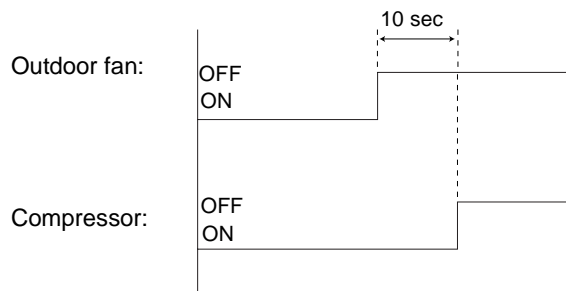 10 sec
Outdoor fan:
OFF
ON
Compressor:
OFF
ON